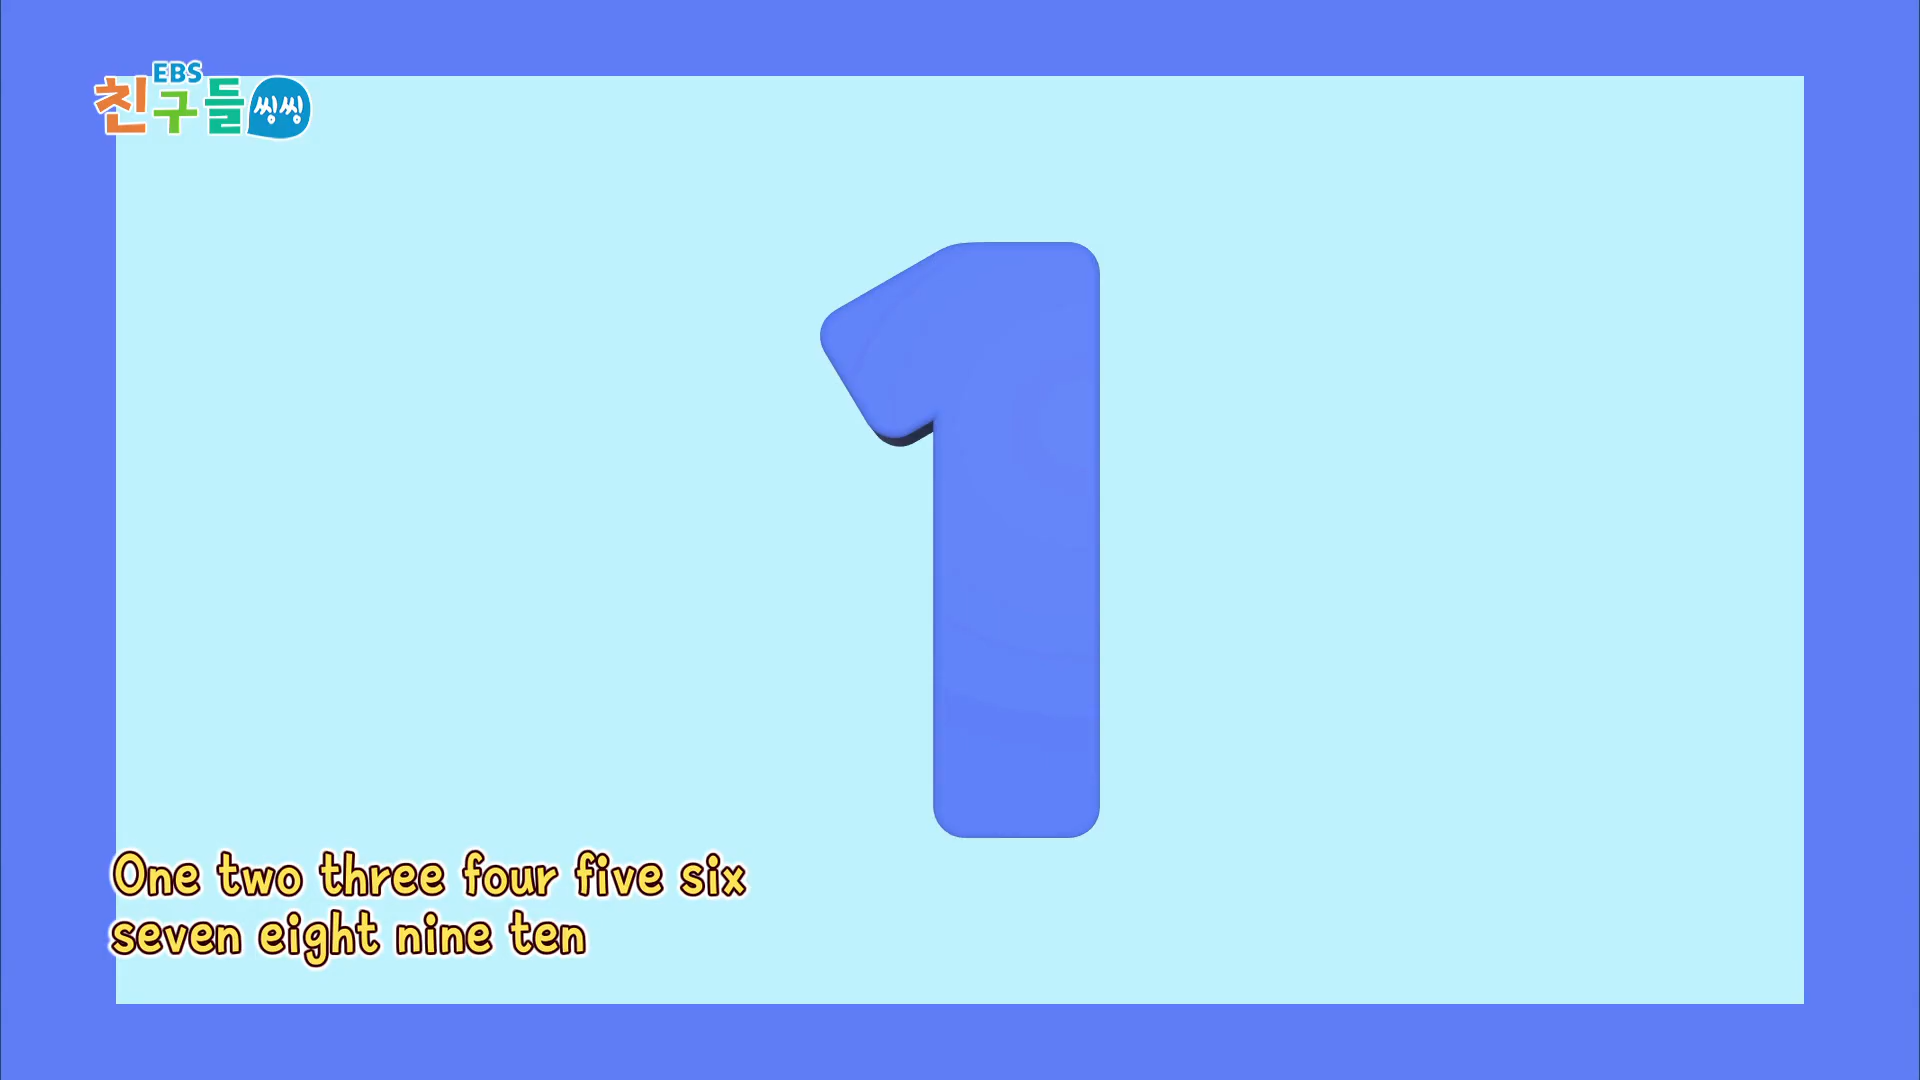 EBS
친구들 씽씽
1
One two three four five six
seven eight nine ten